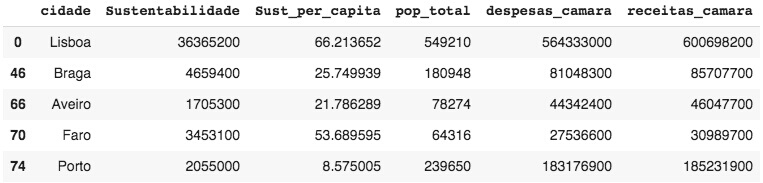 cidade Sustentabilidade Sust_per_capita pop_total despesas_camara receitas_camara
0 Lisboa 36365200 66.213652 549210 564333000 600698200
46 Braga 4659400 25.749939 180948 81048300 85707700
66 Aveiro 1705300 21.786289 78274 44342400 46047700
70 Faro 3453100 53.689595 64316 27536600 30989700
74 Porto 2055000 8.575005 239650 183176900 185231900